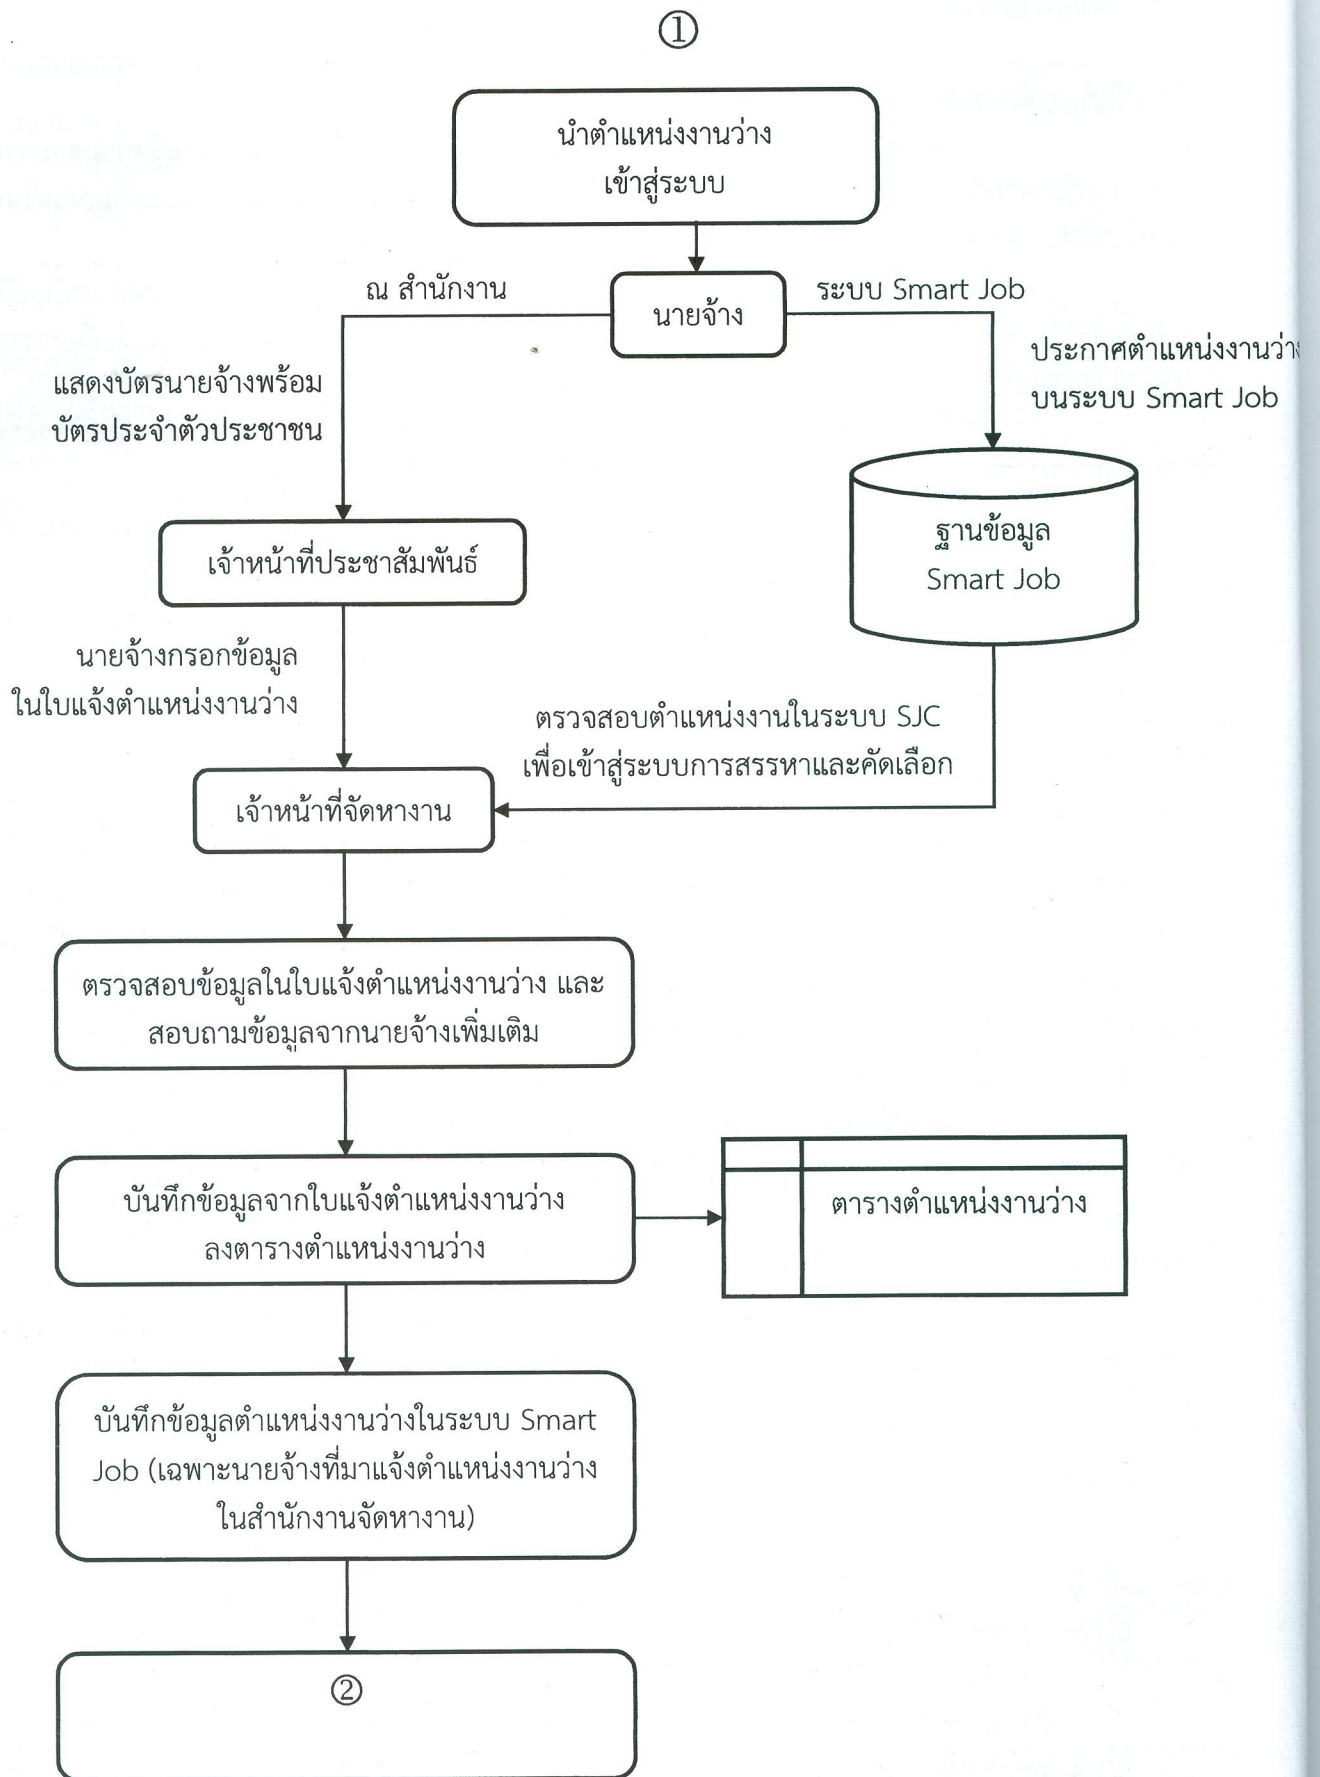 ①
นำตำแหน่งงานว่าง
เข้าสู่ระบบ
นายจ้าง
ณ สำนักงาน
ระบบ Smart Job
แสดงบัตรนายจ้างพร้อม
บัตรประจำตัวประชาชน
ประกาศตำแหน่งงานว่าง
บนระบบ Smart Job
เจ้าหน้าที่ประชาสัมพันธ์
ฐานข้อมูล
Smart Job
นายจ้างกรอกข้อมูล
ในใบแจ้งตำแหน่งงานว่าง
ตรวจสอบตำแหน่งงานในระบบ SJC
เพื่อเข้าสู่ระบบการสรรหาและคัดเลือก
เจ้าหน้าที่จัดหางาน
ตรวจสอบข้อมูลในใบแจ้งตำแหน่งงานว่าง และ
สอบถามข้อมูลจากนายจ้างเพิ่มเติม
บันทึกข้อมูลจากใบแจ้งตำแหน่งงานว่าง
ลงตารางตำแหน่งงานว่าง
ตารางตำแหน่งงานว่าง
บันทึกข้อมูลตำแหน่งงานว่างในระบบ Smart
Job (เฉพาะนายจ้างที่มาแจ้งตำแหน่งงานว่าง
ในสำนักงานจัดหางาน)
②